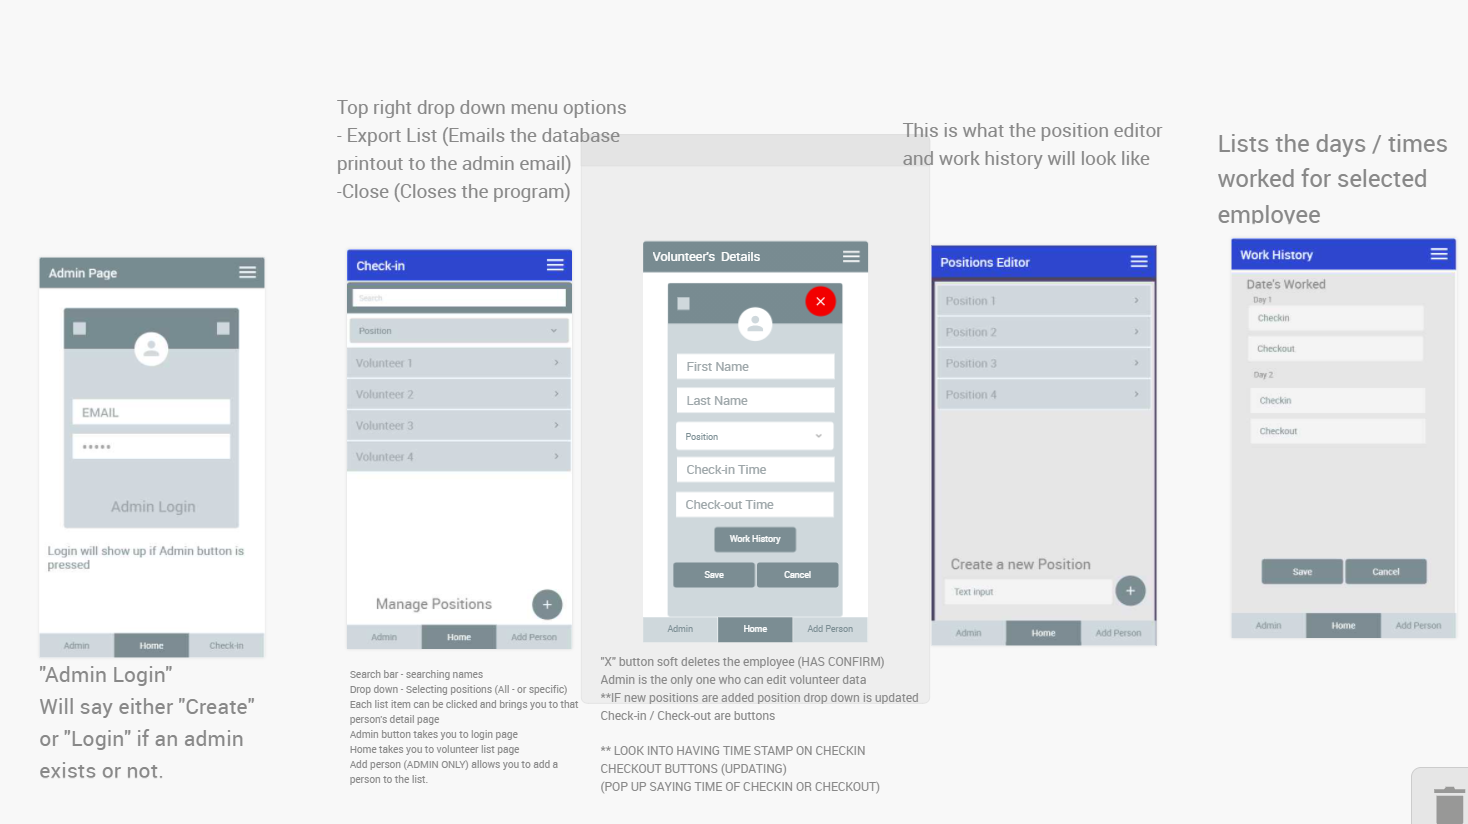 Top right drop down menu options
- Export List (Emails the database
printout to the admin email)
-Close (Closes the program)
This is what the position editor
and work history will look like
Lists the days / times
worked for selected
employee
Admin Page
EMAIL
*****
Admin Login
Login will show up if Admin button is
pressed
Admin
Home
Check-in
"Admin Login"
Will say either "Create"
or "Login" if an admin
exists or not.
Check-in
Search
Position
Volunteer 1
Volunteer 2
Volunteer 3
Volunteer 4
Manage Positions
+
Admin
Home
Add Person
Search bar - searching names
Drop down - Selecting positions (All - or specific)
Each list item can be clicked and brings you to that
person's detail page
Admin button takes you to login page
Home takes you to volunteer list page
Add person (ADMIN ONLY) allows you to add a
person to the list.
Volunteer's Details
First Name
Last Name
Position
Check-in Time
Check-out Time
Work History
Save
Cancel
Admin
Home
Add Person
"X" button soft deletes the employee (HAS CONFIRM)
Admin is the only one who can edit volunteer data
**IF new positions are added position drop down is updated
Check-in / Check-out are buttons
** LOOK INTO HAVING TIME STAMP ON CHECKIN
CHECKOUT BUTTONS (UPDATING)
(POP UP SAYING TIME OF CHECKIN OR CHECKOUT)
Positions Editor
Position 1
Position 2
Position 3
Position 4
Create a new Position
Text input
+
Admin
Home
Add Person
Work History
Date's Worked
Day 1
Checkin
Checkout
Day 2
Checkin
Checkout
Save
Cancel
Admin
Home
Add Person